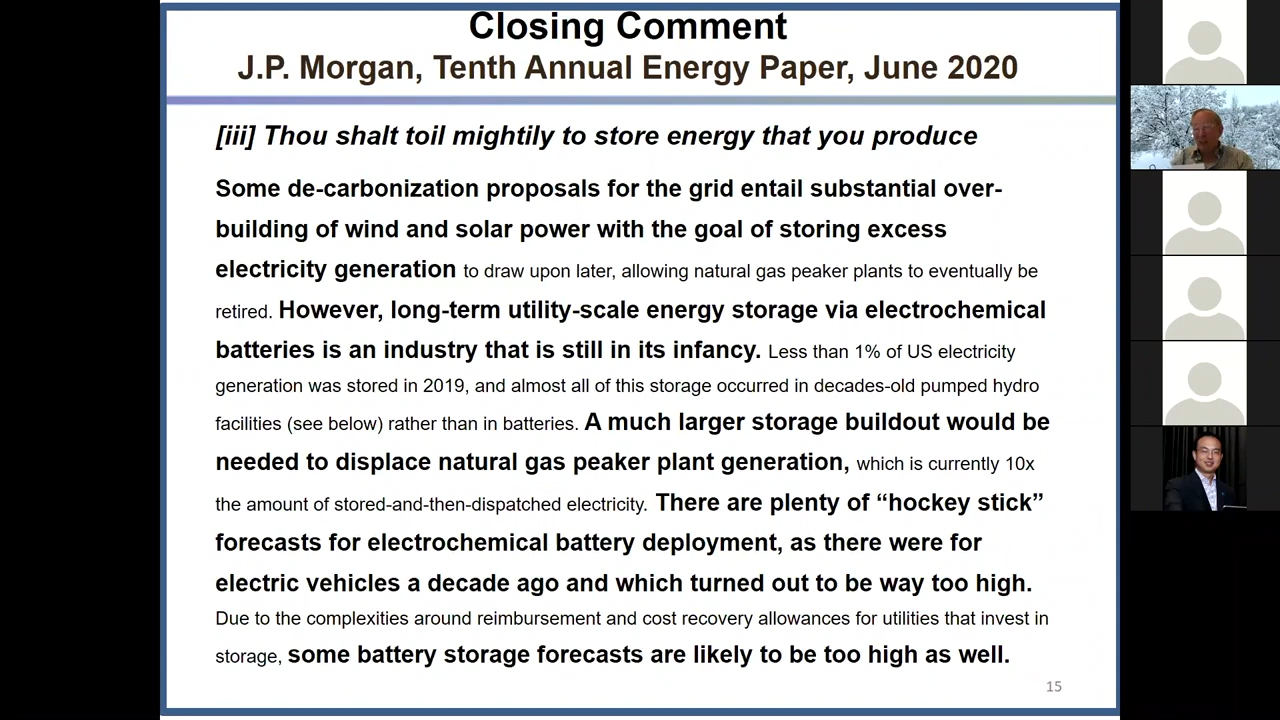 Closing Comment
J.P. Morgan, Tenth Annual Energy Paper, June 2020
[iii] Thou shalt toil mightily to store energy that you produce
Some de-carbonization proposals for the grid entail substantial over-
building of wind and solar power with the goal of storing excess
electricity generation to draw upon later, allowing natural gas peaker plants to eventually be
retired. However, long-term utility-scale energy storage via electrochemical
batteries is an industry that is still in its infancy. Less than 1% of US electricity
generation was stored in 2019, and almost all of this storage occurred in decades-old pumped hydro
facilities (see below) rather than in batteries. A much larger storage buildout would be
needed to displace natural gas peaker plant generation, which is currently 10x
the amount of stored-and-then-dispatched electricity. There are plenty of “hockey stick”
forecasts for electrochemical battery deployment, as there were for
electric vehicles a decade ago and which turned out to be way too high.
Due to the complexities around reimbursement and cost recovery allowances for utilities that invest in
storage, some battery storage forecasts are likely to be too high as well.
15